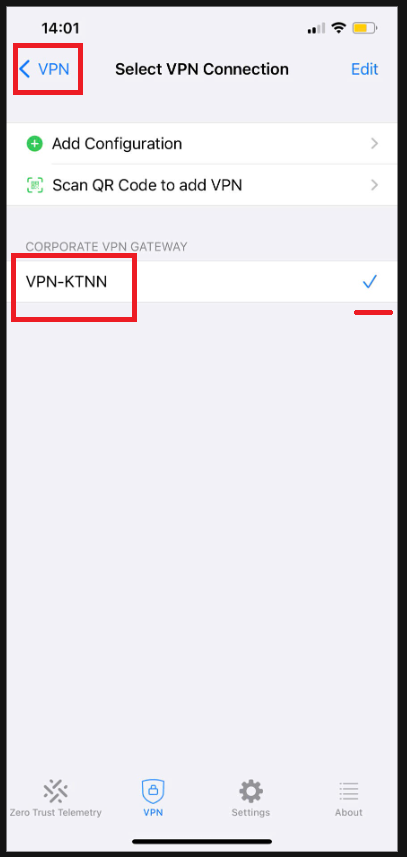 14:01
VPN
Select VPN Connection
Edit
Add Configuration
Scan QR Code to add VPN
CORPORATE VPN GATEWAY
VPN-KTNN
Zero Trust Telemetry
VPN
Settings
About